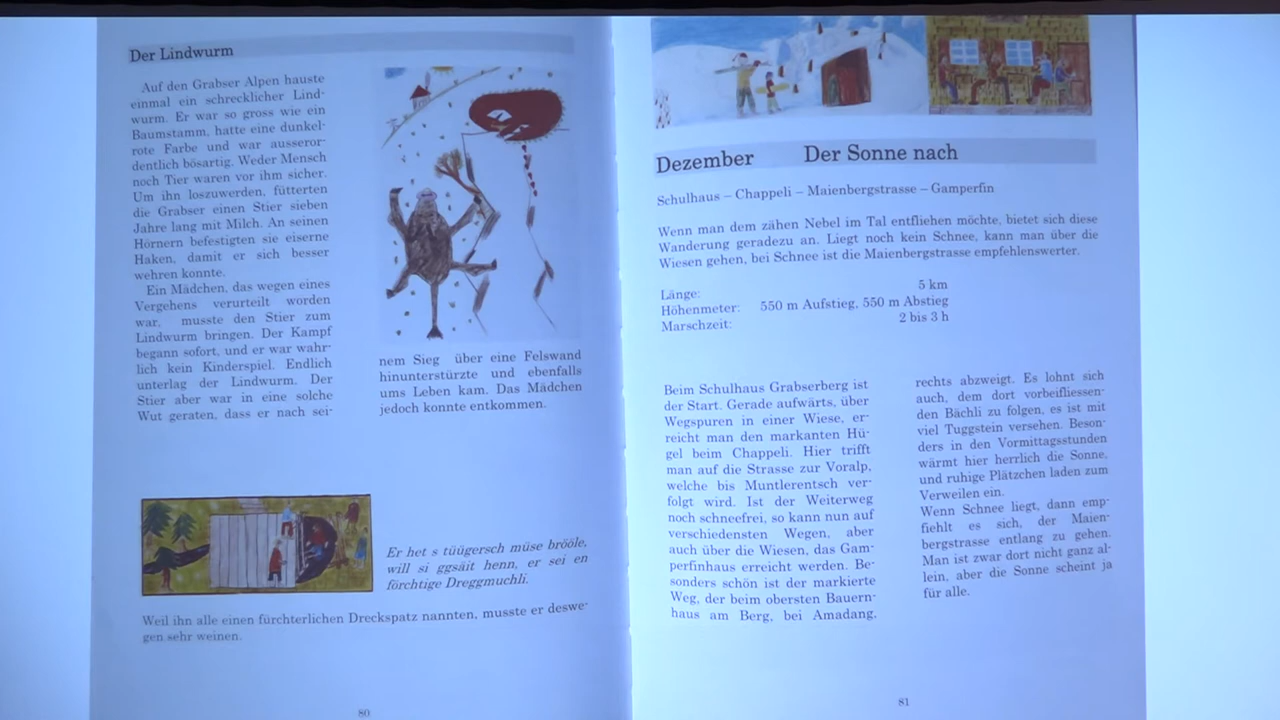 Der Lindwurm
Auf den Grabser Alpen hauste
einmal ein schrecklicher Lind-
wurm. Er war so gross wie ein
Baumstamm, hatte eine dunkel-
rote Farbe und war ausseror-
dentlich bösartig. Weder Mensch
noch Tier waren vor ihm sicher.
Um ihn loszuwerden, fütterten
die Grabser einen Stier sieben
Jahre lang mit Milch. An seinen
Hörnern befestigten sie eiserne
Haken, damit er sich besser
wehren konnte.
Ein Mädchen, das wegen eines
Vergehens verurteilt worden
war, musste den Stier zum
Lindwurm bringen. Der Kampf
begann sofort, und er war wahr-
lich kein Kinderspiel. Endlich
unterlag der Lindwurm. Der
Stier aber war in eine solche
Wut geraten, dass er nach sei-
nem Sieg über eine Felswand
hinunterstürzte und ebenfalls
ums Leben kam. Das Mädchen
jedoch konnte entkommen.
Er het s tüügersch müse brööle,
will si ggsäit henn, er sei en
förchtige Dreggmuchli.
Weil ihn alle einen fürchterlichen Dreckspatz nannten, musste er deswe-
gen sehr weinen.
80
Dezember Der Sonne nach
Schulhaus – Chappeli – Maienbergstrasse – Gamperfin
Wenn man dem zähen Nebel im Tal entfliehen möchte, bietet sich diese
Wanderung geradezu an. Liegt noch kein Schnee, kann man über die
Wiesen gehen, bei Schnee ist die Maienbergstrasse empfehlenswerter.
Länge: 5 km
Höhenmeter: 550 m Aufstieg, 550 m Abstieg
Marschzeit: 2 bis 3 h
Beim Schulhaus Grabserberg ist
der Start. Gerade aufwärts, über
Wegspuren in einer Wiese, er-
reicht man den markanten Hü-
gel beim Chappeli. Hier trifft
man auf die Strasse zur Voralp,
welche bis Muntlerentsch ver-
folgt wird. Ist der Weiterweg
noch schneefrei, so kann nun auf
verschiedensten Wegen, aber
auch über die Wiesen, das Gam-
perfinhaus erreicht werden. Be-
sonders schön ist der markierte
Weg, der beim obersten Bauern-
haus am Berg, bei Amadang,
rechts abzweigt. Es lohnt sich
auch, dem dort vorbeifliessen-
den Bächli zu folgen, es ist mit
viel Tuggstein versehen. Beson-
ders in den Vormittagsstunden
wärmt hier herrlich die Sonne,
und ruhige Plätzchen laden zum
Verweilen ein.
Wenn Schnee liegt, dann emp-
fiehlt es sich, der Maien-
bergstrasse entlang zu gehen.
Man ist zwar dort nicht ganz al-
lein, aber die Sonne scheint ja
für alle.
81